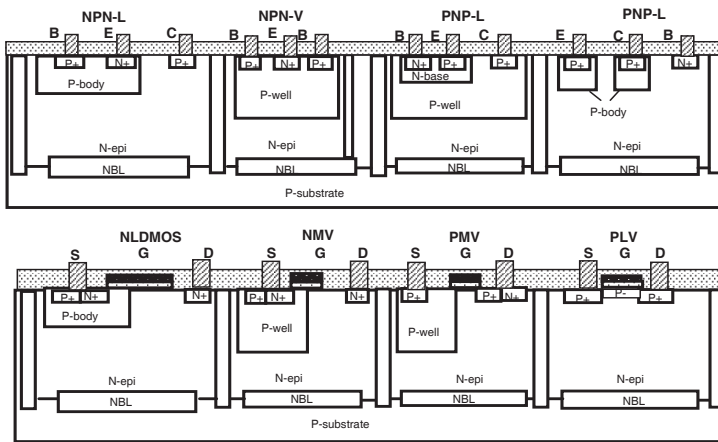 NPN-L NPN-V PNP-L PNP-L
B E C B E B B E C E C B
P+ N+ P+ P+ N+ P+ N+ P+ P+ P+ P+ N+
N-base
P-body P-well P-well P-body
N-epi N-epi N-epi N-epi
NBL NBL NBL NBL
P-substrate
NLDMOS NMV PMV PLV
S G D S G D S G D S G D
P+ N+ N+ P+ N+ N+ P+ P+ N+ P+ P- P+
P-body P-well P-well
N-epi N-epi N-epi N-epi
NBL NBL NBL NBL
P-substrate